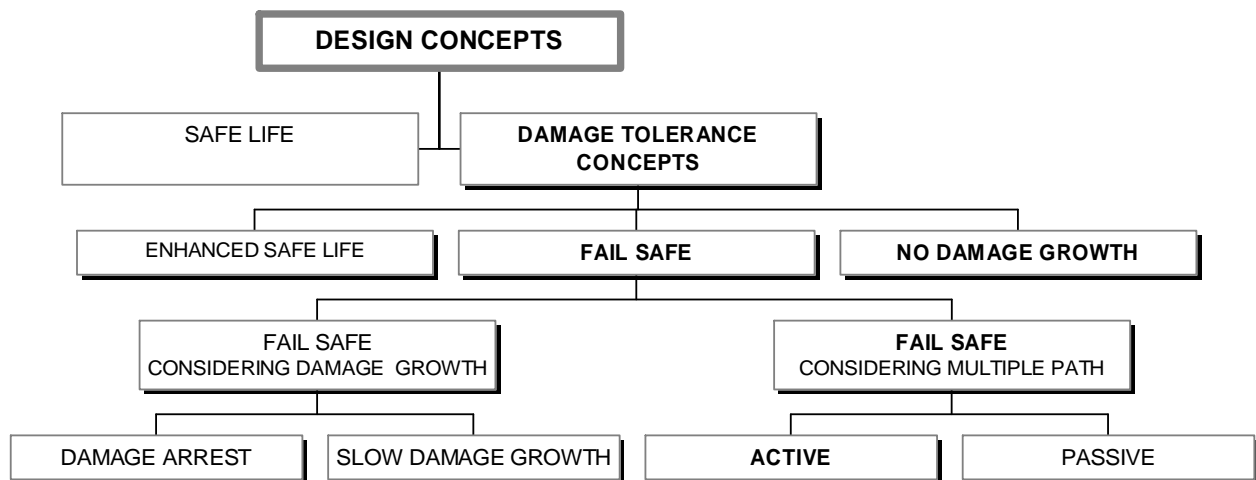 DESIGN CONCEPTS
SAFE LIFE
DAMAGE TOLERANCE
CONCEPTS
ENHANCED SAFE LIFE
FAIL SAFE
NO DAMAGE GROWTH
FAIL SAFE
CONSIDERING DAMAGE GROWTH
FAIL SAFE
CONSIDERING MULTIPLE PATH
DAMAGE ARREST
SLOW DAMAGE GROWTH
ACTIVE
PASSIVE